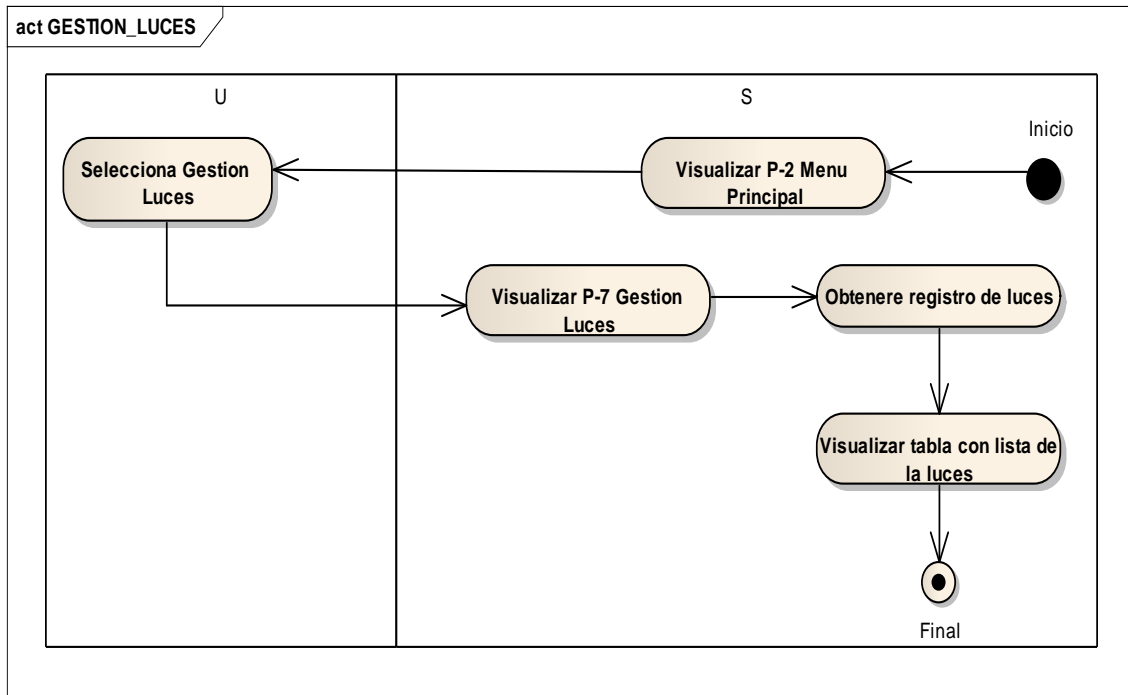 act GESTION_LUCES
U
S
Inicio
Selecciona Gestion
Luces
Visualizar P-2 Menu
Principal
Visualizar P-7 Gestion
Luces
Obtenere registro de luces
Visualizar tabla con lista de
la luces
Final